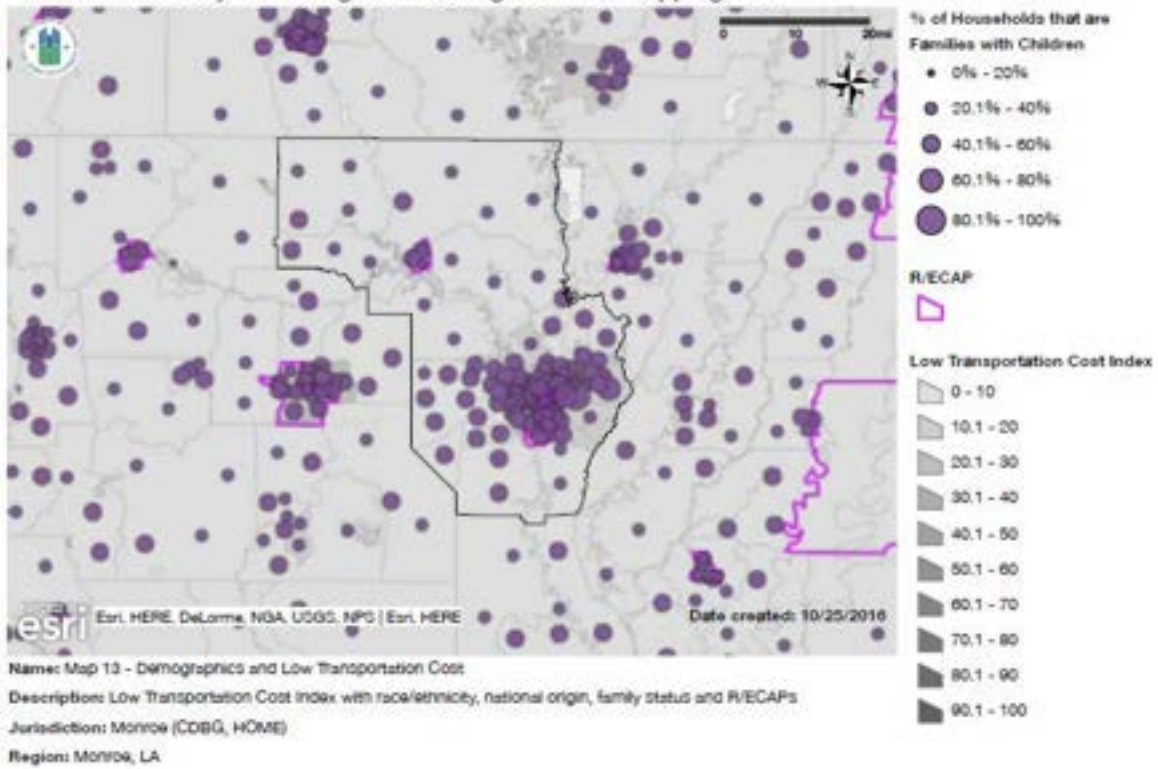 0 10 20mi
N
W E
S
esri Esri, HERE, DeLorme, NGA, USGS, NPS | Esri, HERE
Date created: 10/25/2016
% of Households that are
Families with Children
0% - 20%
20.1% - 40%
40.1% - 60%
60.1% - 80%
80.1% - 100%
R/ECAP
Low Transportation Cost Index
0 - 10
10.1 - 20
20.1 - 30
30.1 - 40
40.1 - 50
50.1 - 60
60.1 - 70
70.1 - 80
80.1 - 90
90.1 - 100
Name: Map 13 - Demographics and Low Transportation Cost
Description: Low Transportation Cost Index with race/ethnicity, national origin, family status and R/ECAPs
Jurisdiction: Monroe (CDBG, HOME)
Region: Monroe, LA